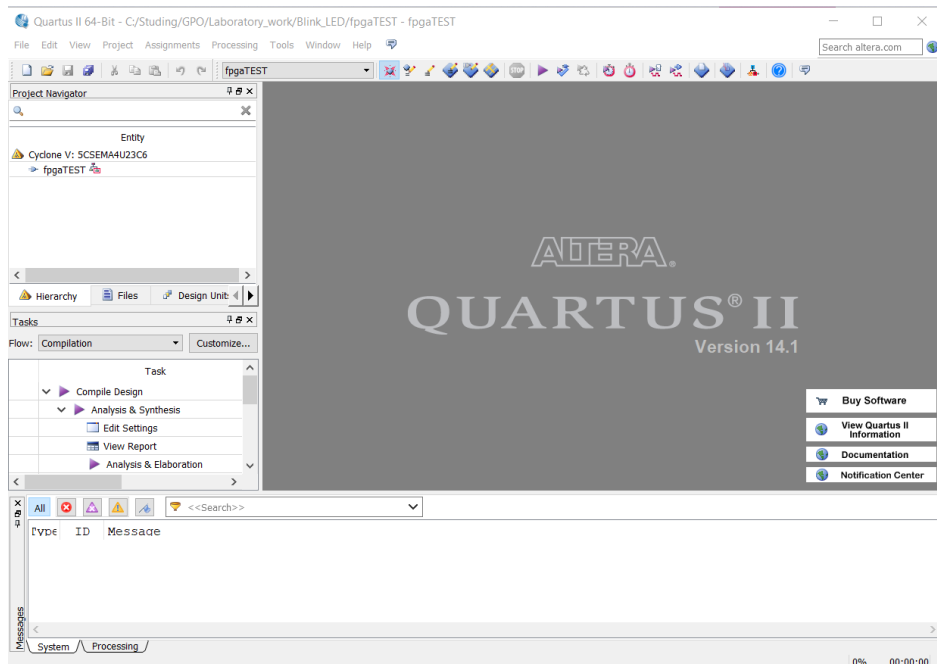 Quartus II 64-Bit - C:/Studing/GPO/Laboratory_work/Blink_LED/fpgaTEST - fpgaTEST
File Edit View Project Assignments Processing Tools Window Help
Search altera.com
fpgaTEST
Project Navigator
Entity
Cyclone V: 5CSEMA4U23C6
fpgaTEST
Hierarchy Files Design Unit
Tasks
Flow: Compilation Customize...
Task
Compile Design
Analysis & Synthesis
Edit Settings
View Report
Analysis & Elaboration
ALTERA®
QUARTUS® II
Version 14.1
Buy Software
View Quartus II
Information
Documentation
Notification Center
All <<Search>>
Type ID Message
Messages
System Processing
0% 00:00:00